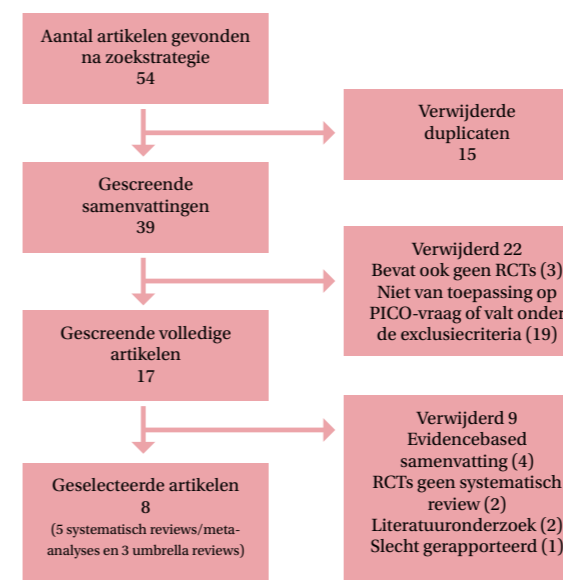 Aantal artikelen gevonden
na zoekstrategie
54
Verwijderde
duplicaten
15
Gescreende
samenvattingen
39
Verwijderd 22
Bevat ook geen RCTs (3)
Niet van toepassing op
PICO-vraag of valt onder
de exclusiecriteria (19)
Gescreende volledige
artikelen
17
Verwijderd 9
Evidencebased
samenvatting (4)
RCTs geen systematisch
review (2)
Literatuuronderzoek (2)
Slecht gerapporteerd (1)
Geselecteerde artikelen
8
(5 systematisch reviews/meta-
analyses en 3 umbrella reviews)